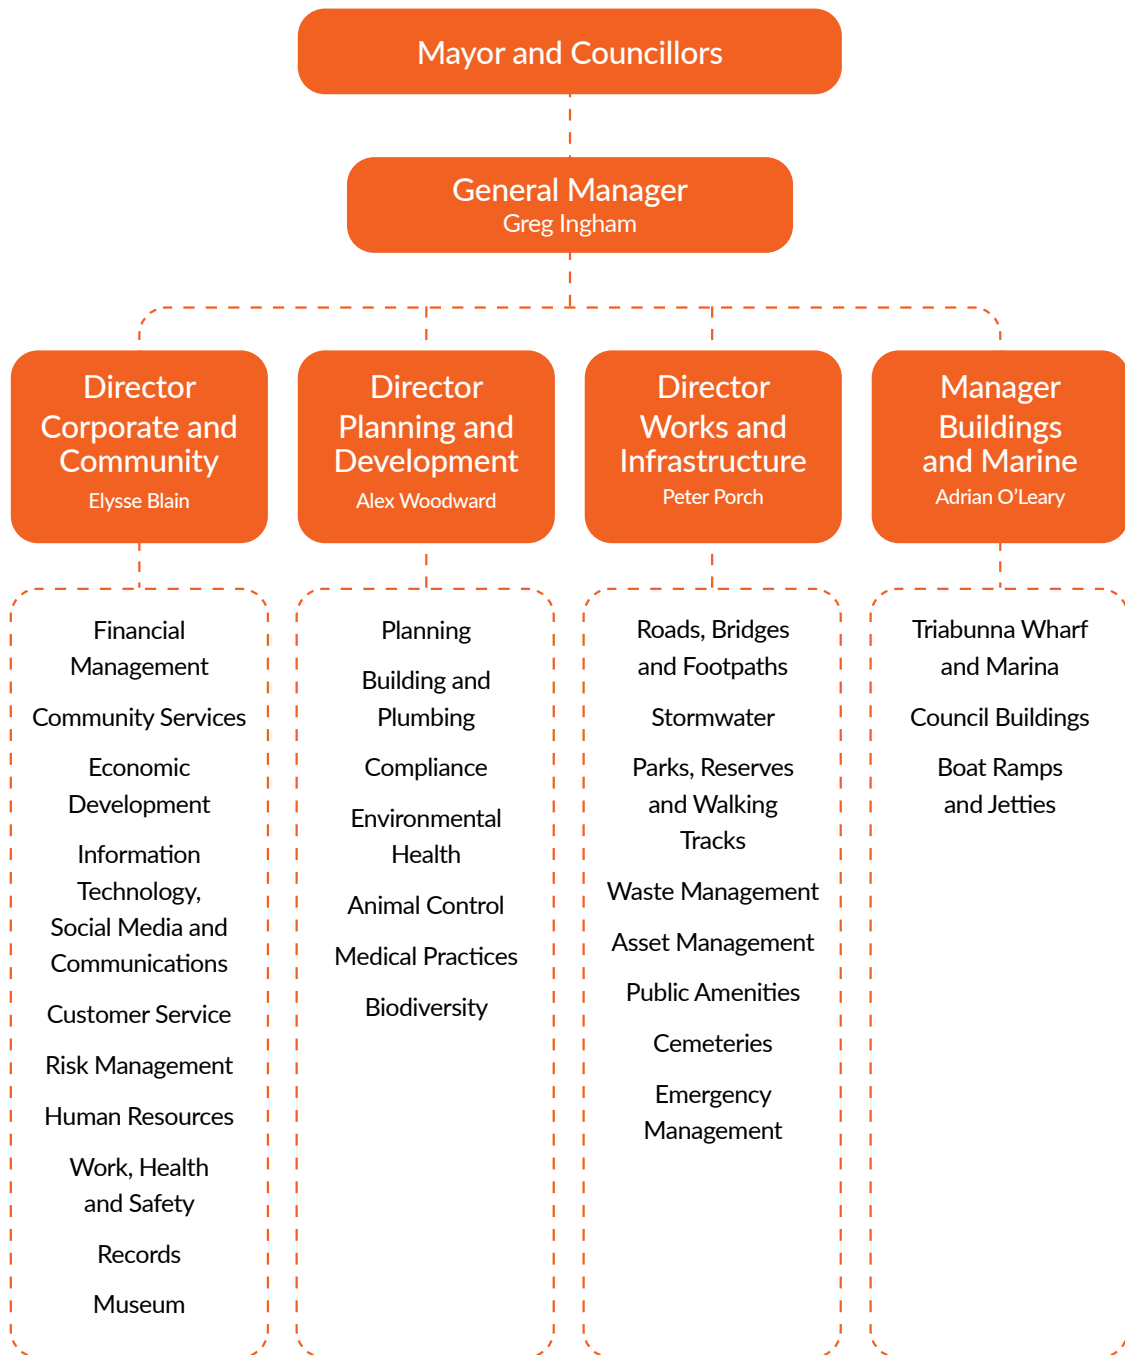 Mayor and Councillors
General Manager
Greg Ingham
Director
Corporate and
Community
Elysse Blain
Director
Planning and
Development
Alex Woodward
Director
Works and
Infrastructure
Peter Porch
Manager
Buildings
and Marine
Adrian O’Leary
Financial
Management
Community Services
Economic
Development
Information
Technology,
Social Media and
Communications
Customer Service
Risk Management
Human Resources
Work, Health
and Safety
Records
Museum
Planning
Building and
Plumbing
Compliance
Environmental
Health
Animal Control
Medical Practices
Biodiversity
Roads, Bridges
and Footpaths
Stormwater
Parks, Reserves
and Walking
Tracks
Waste Management
Asset Management
Public Amenities
Cemeteries
Emergency
Management
Triabunna Wharf
and Marina
Council Buildings
Boat Ramps
and Jetties